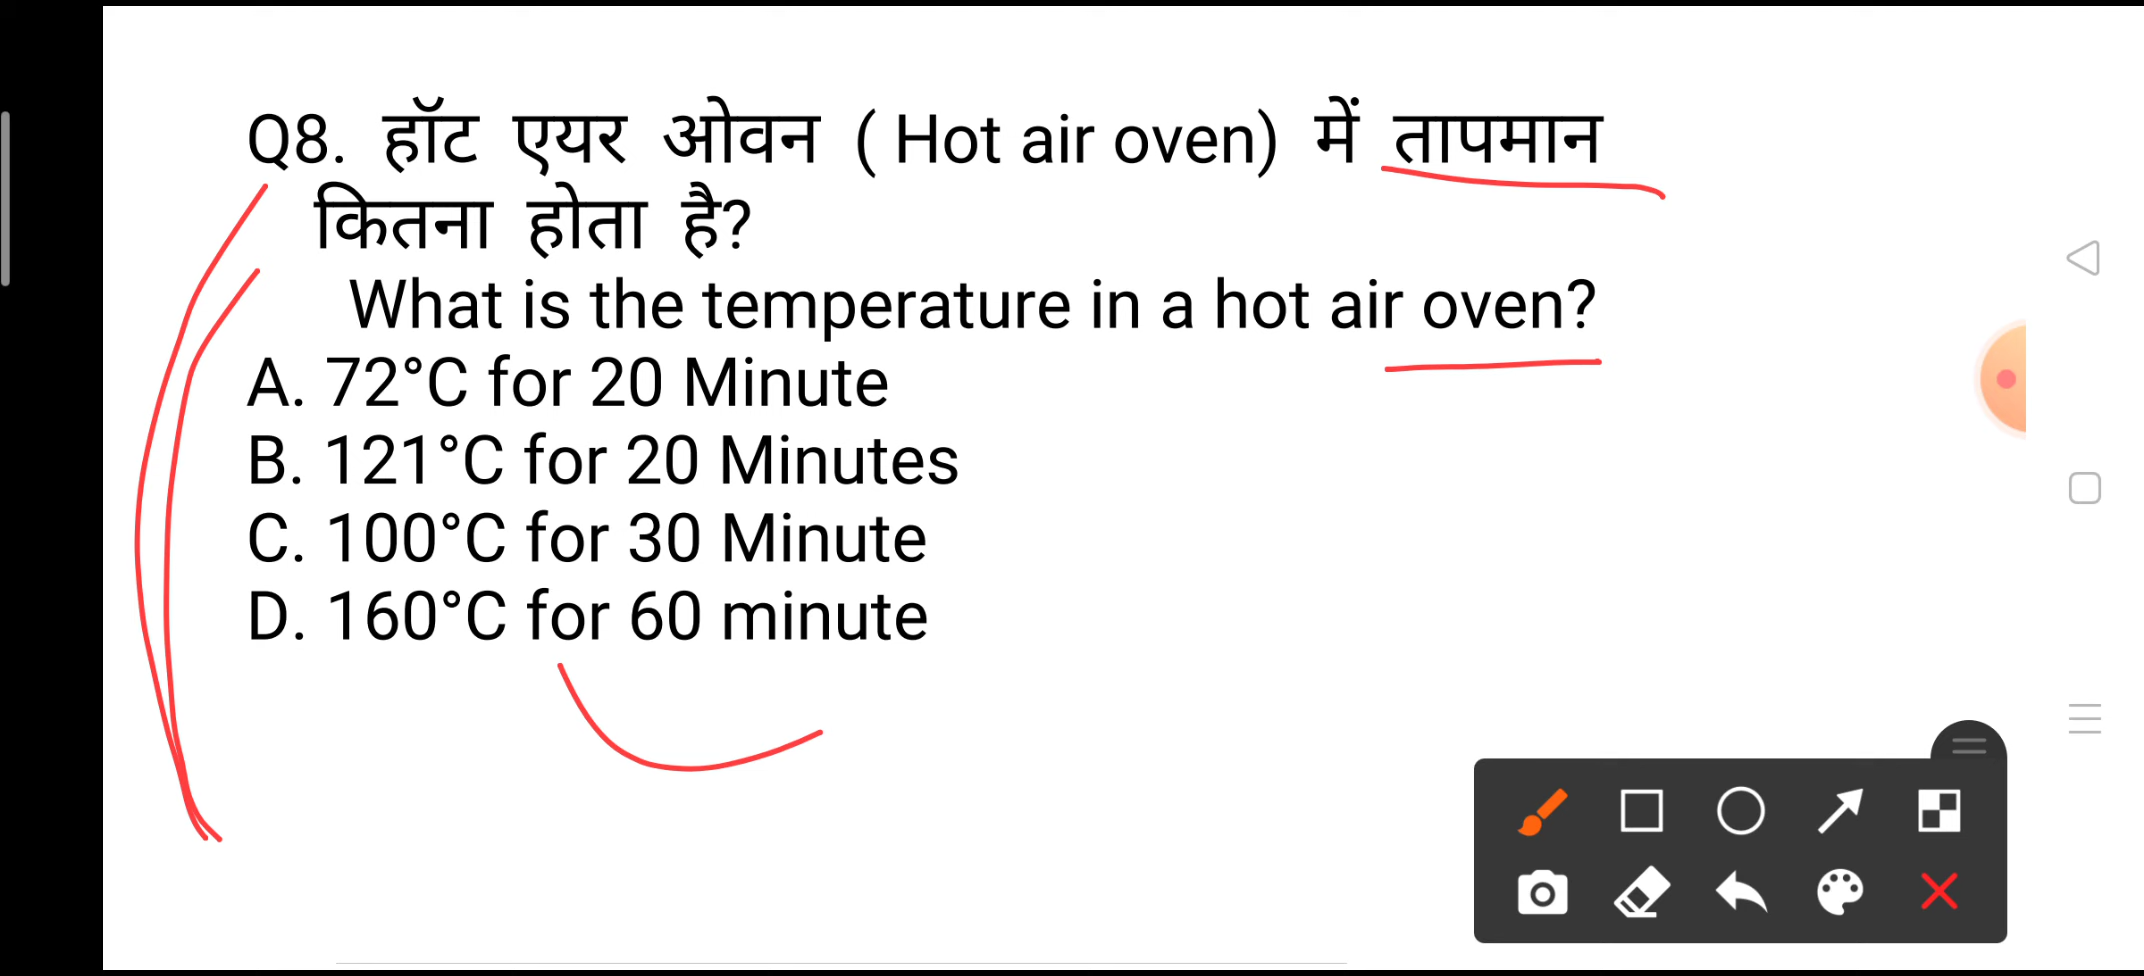 Q8. हॉट एयर ओवन ( Hot air oven) में तापमान
कितना होता है?
What is the temperature in a hot air oven?
A. 72°C for 20 Minute
B. 121°C for 20 Minutes
C. 100°C for 30 Minute
D. 160°C for 60 minute